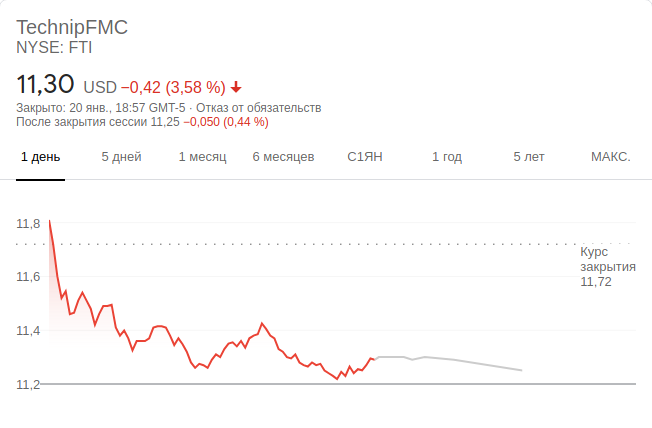 TechnipFMC
NYSE: FTI
11,30 USD −0,42 (3,58 %)
Закрыто: 20 янв., 18:57 GMT-5 · Отказ от обязательств
После закрытия сессии 11,25 −0,050 (0,44 %)
1 день 5 дней 1 месяц 6 месяцев С1ЯН 1 год 5 лет МАКС.
11,8
Курс
закрытия
11,72
11,6
11,4
11,2